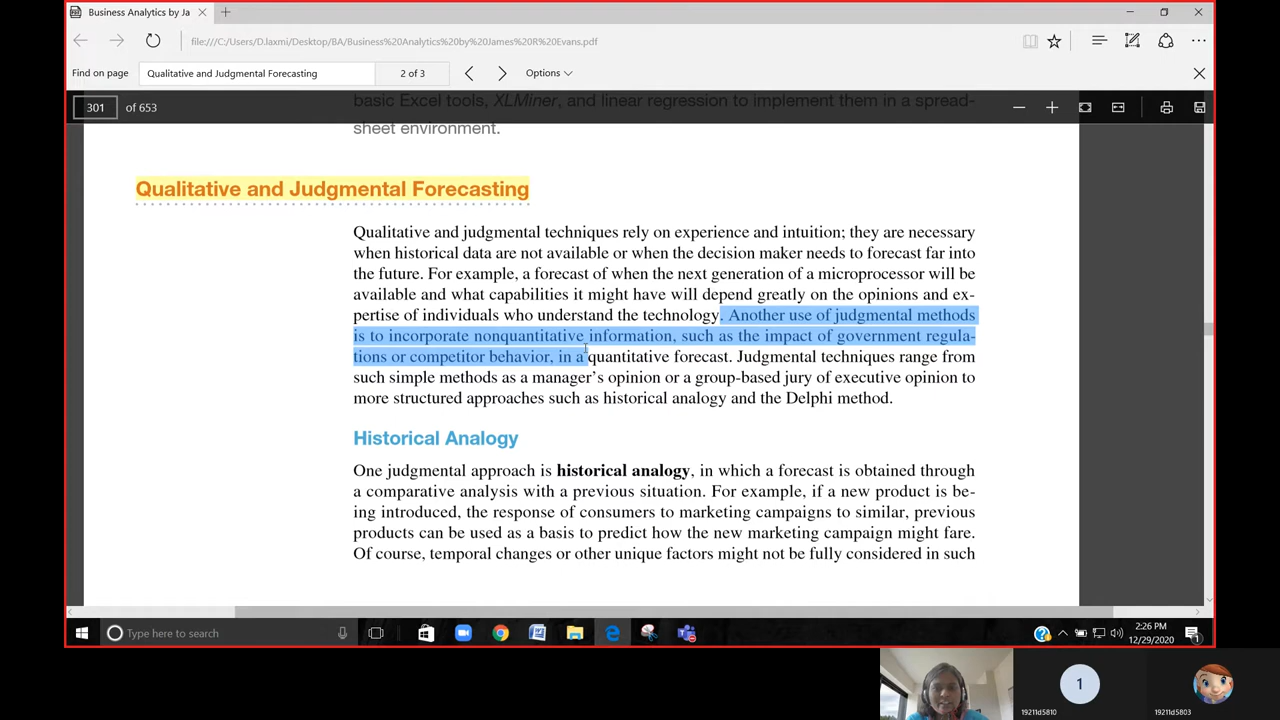 Business Analytics by Ja
file:///C:/Users/D.laxmi/Desktop/BA/Business%20Analytics%20by%20James%20R%20Evans.pdf
Find on page
Qualitative and Judgmental Forecasting
2 of 3
Options
301 of 653
basic Excel tools, XLMiner, and linear regression to implement them in a spread-
sheet environment.
Qualitative and Judgmental Forecasting
Qualitative and judgmental techniques rely on experience and intuition; they are necessary
when historical data are not available or when the decision maker needs to forecast far into
the future. For example, a forecast of when the next generation of a microprocessor will be
available and what capabilities it might have will depend greatly on the opinions and ex-
pertise of individuals who understand the technology. Another use of judgmental methods
is to incorporate nonquantitative information, such as the impact of government regula-
tions or competitor behavior, in a quantitative forecast. Judgmental techniques range from
such simple methods as a manager's opinion or a group-based jury of executive opinion to
more structured approaches such as historical analogy and the Delphi method.
Historical Analogy
One judgmental approach is historical analogy, in which a forecast is obtained through
a comparative analysis with a previous situation. For example, if a new product is be-
ing introduced, the response of consumers to marketing campaigns to similar, previous
products can be used as a basis to predict how the new marketing campaign might fare.
Of course, temporal changes or other unique factors might not be fully considered in such
Type here to search
2:26 PM
12/29/2020
1
1
19211d5810
19211d5803